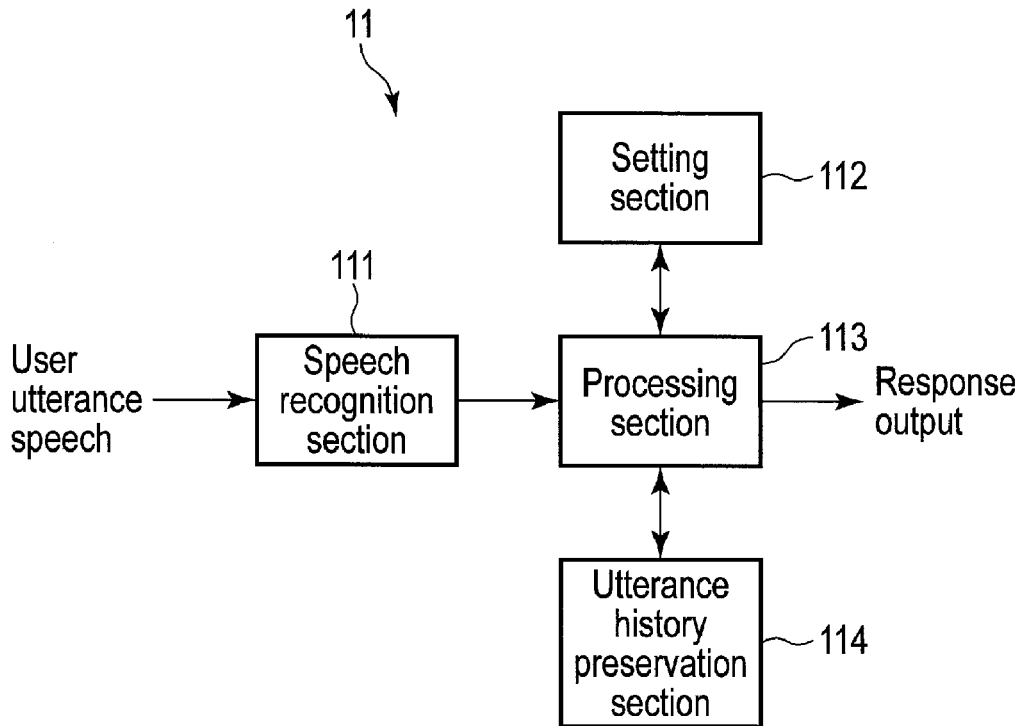 11
Setting
section
112
111
113
User
utterance
speech
Speech
recognition
section
Processing
section
Response
output
Utterance
history
preservation
section
114